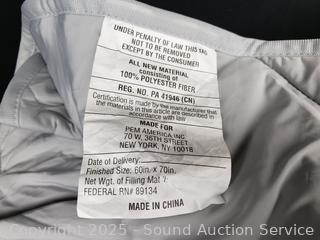 UNDER PENALTY OF LAW THIS TAG
NOT TO BE REMOVED
EXCEPT BY THE CONSUMER
ALL NEW MATERIAL
consisting of
100% POLYESTER FIBER
REG. NO. PA 41946 (CN)
Certification is made by the manufacturer that
the materials in this article are described in
accordance with law
MADE FOR
PEM AMERICA INC
70 W. 36TH STREET
NEW YORK, NY 10018
Date of Delivery:
Finished Size: 60in. x 70in.
Net Wgt. of Filling Mat
FEDERAL RN# 89134
MADE IN CHINA
Copyright 2025 - Sound Auction Service